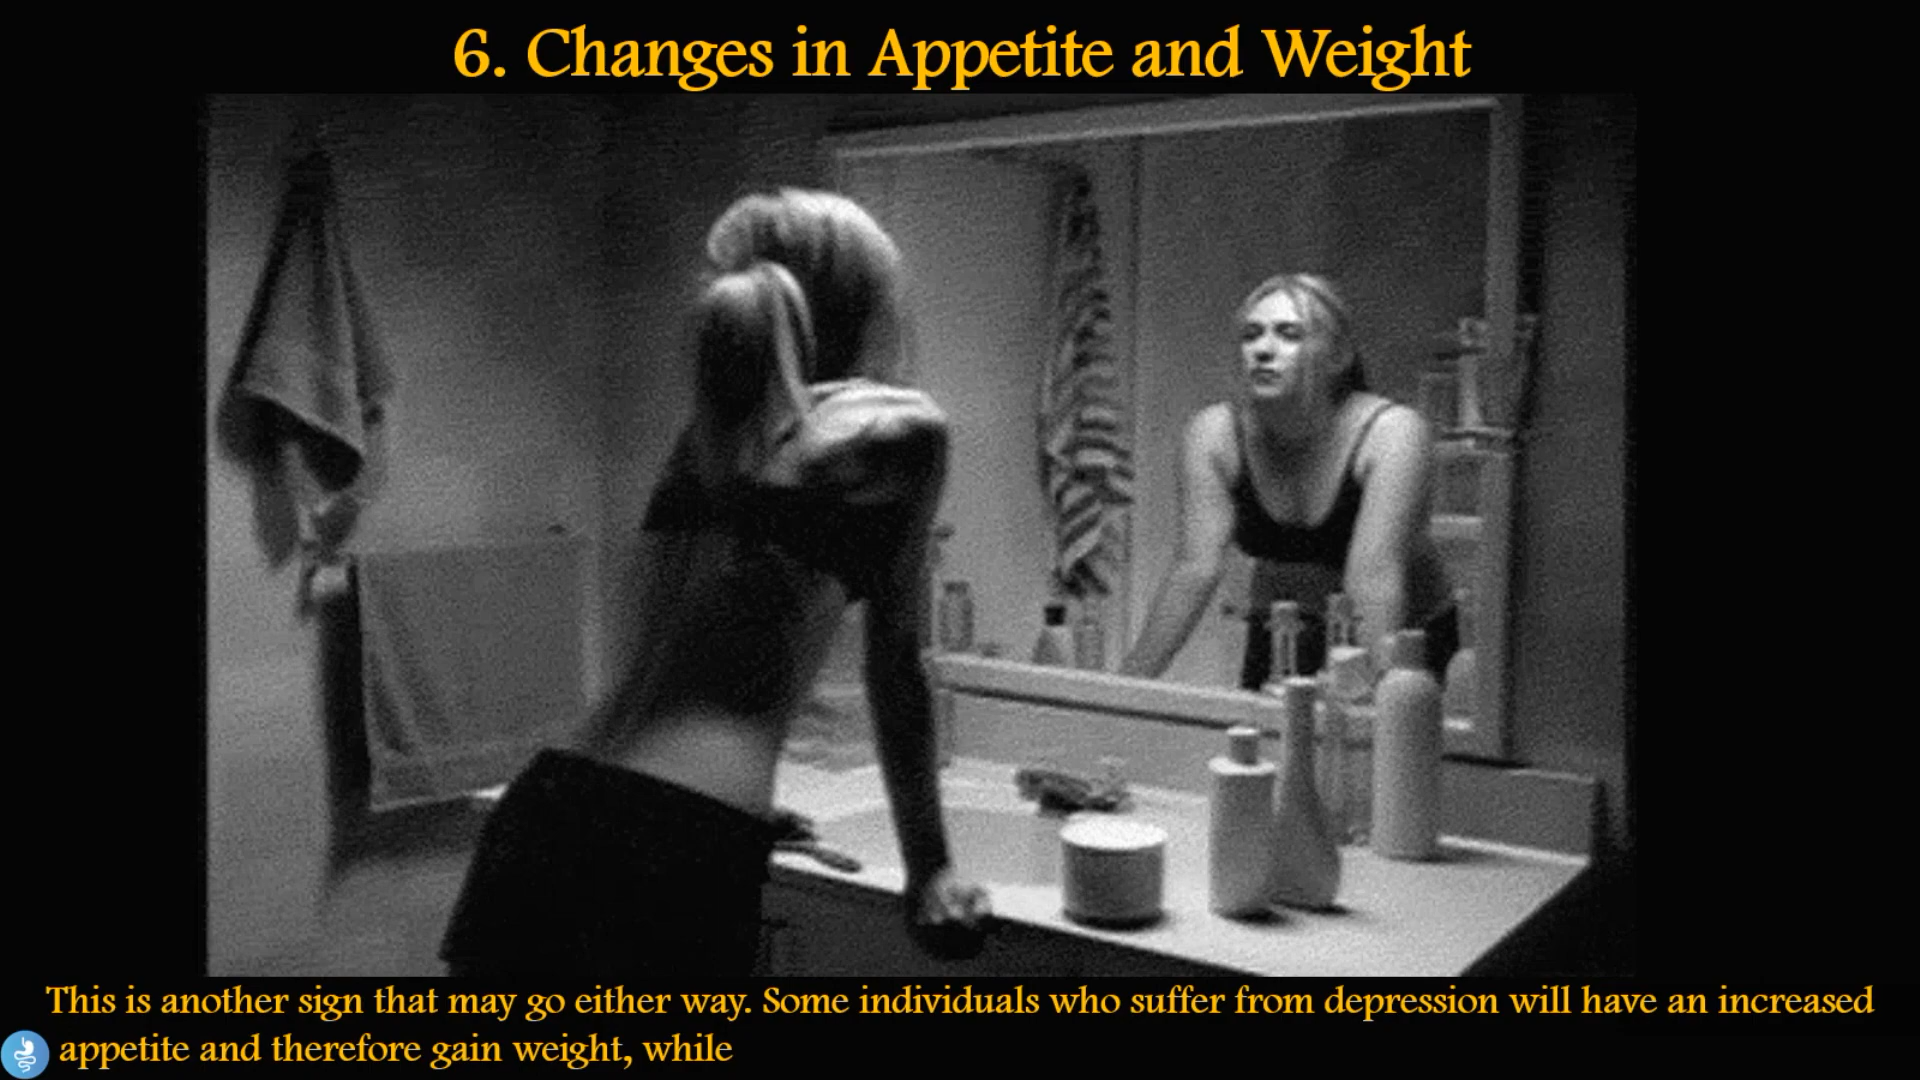 6. Changes in Appetite and Weight
This is another sign that may go either way. Some individuals who suffer from depression will have an increased
appetite and therefore gain weight, while